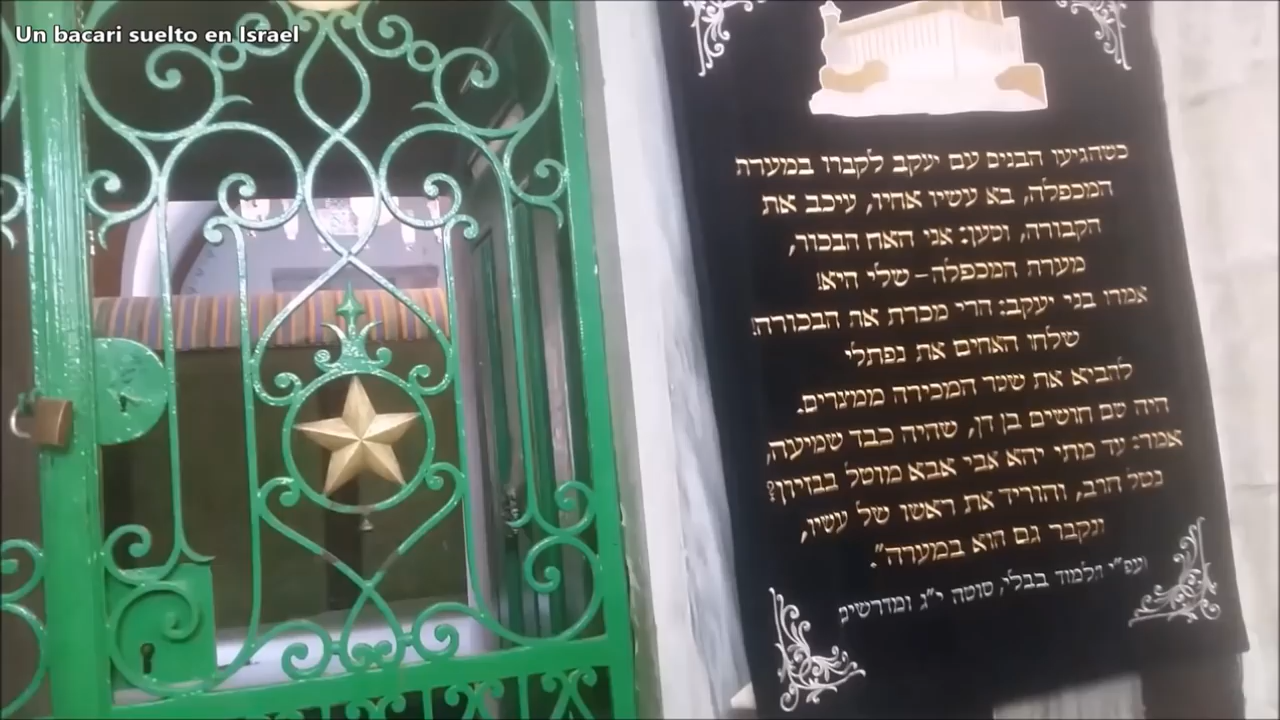 Un bacari suelto en Israel
כשהגיעו הבנים עם יעקב לקברו במערת
המכפלה, בא עשיו אחיו, עיכב את
הקבורה, וטען: אני האח הבכור,
מערת המכפלה - שלי היא!
אמרו בני יעקב: הרי מכרת את הבכורה!
שלחו האחים את נפתלי
להביא את שטר המכירה ממצרים.
היה שם חושים בן דן, שהיה כבד שמיעה,
אמר: עד מתי יהא אבי אבא מוטל בבזיון?
נטל חרב, והוריד את ראשו של עשיו,
ונקבר גם הוא במערה".
ועפ"י תלמוד בבלי, סוטה י"ג ומדרשים